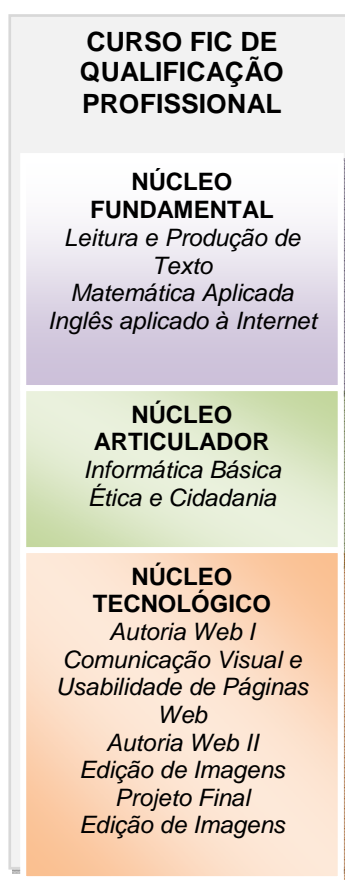 CURSO FIC DE
QUALIFICAÇÃO
PROFISSIONAL
NÚCLEO
FUNDAMENTAL
Leitura e Produção de
Texto
Matemática Aplicada
Inglês aplicado à Internet
NÚCLEO
ARTICULADOR
Informática Básica
Ética e Cidadania
NÚCLEO
TECNOLÓGICO
Autoria Web I
Comunicação Visual e
Usabilidade de Páginas
Web
Autoria Web II
Edição de Imagens
Projeto Final
Edição de Imagens